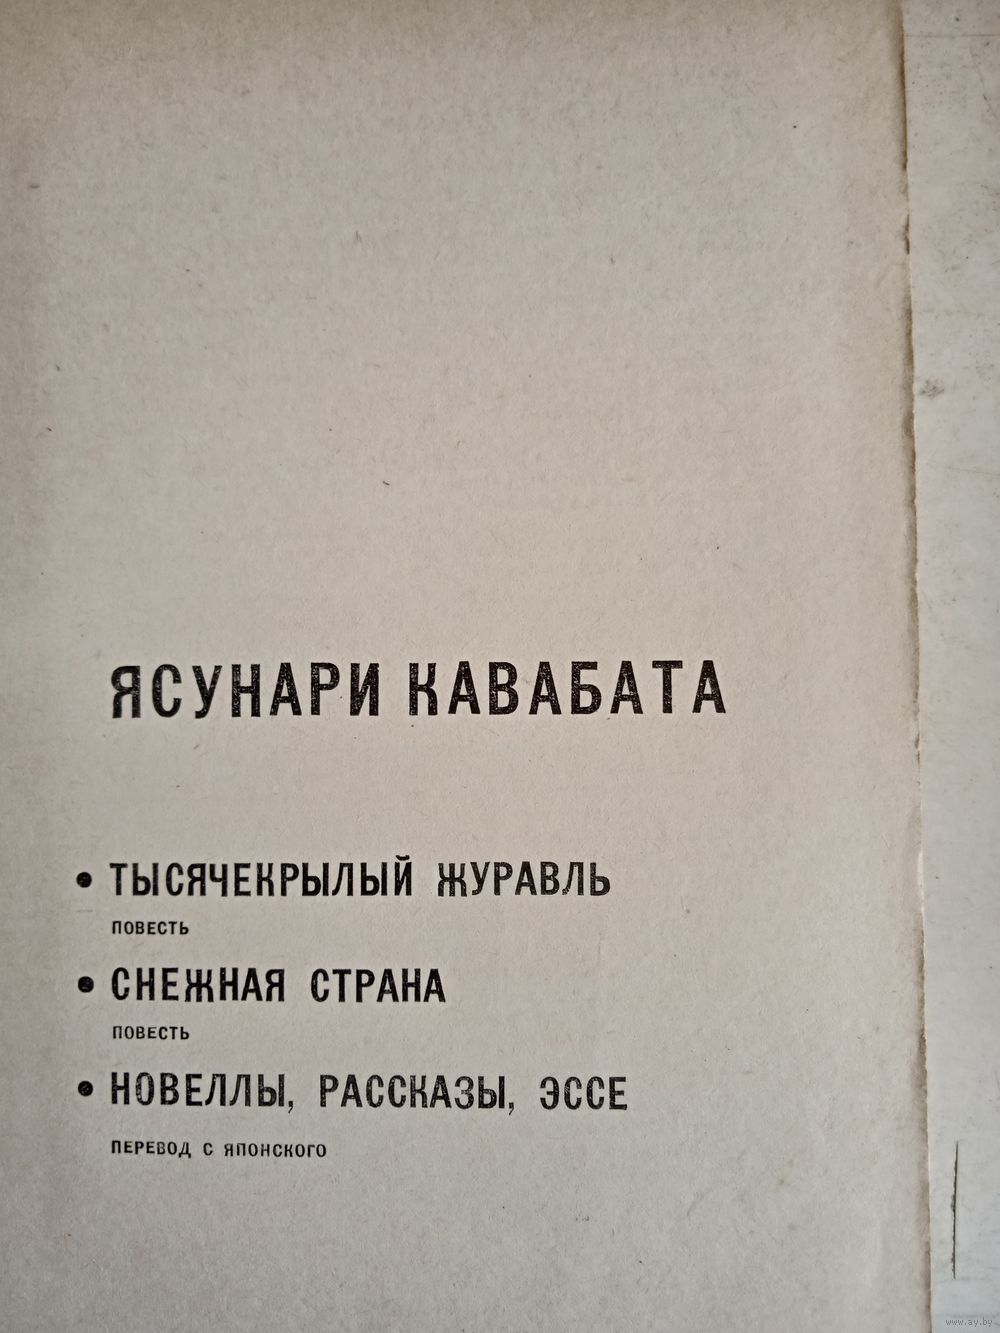 ЯСУНАРИ КАВАБАТА
• ТЫСЯЧЕКРЫЛЫЙ ЖУРАВЛЬ
ПОВЕСТЬ
• СНЕЖНАЯ СТРАНА
ПОВЕСТЬ
• НОВЕЛЛЫ, РАССКАЗЫ, ЭССЕ
ПЕРЕВОД С ЯПОНСКОГО
www.ay.by